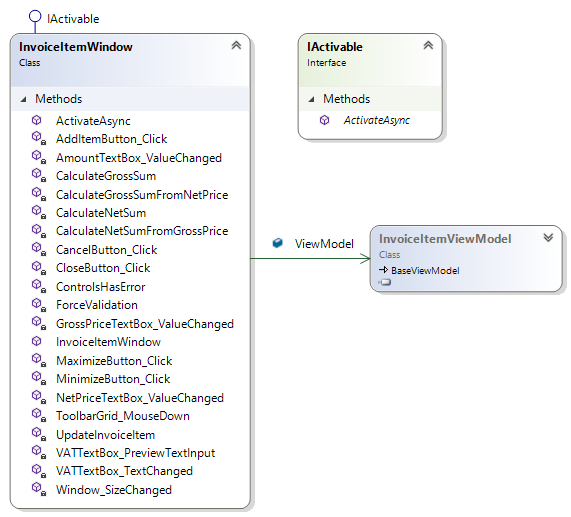 IActivable
InvoiceItemWindow
Class
Methods
ActivateAsync
AddItemButton_Click
AmountTextBox_ValueChanged
CalculateGrossSum
CalculateGrossSumFromNetPrice
CalculateNetSum
CalculateNetSumFromGrossPrice
CancelButton_Click
CloseButton_Click
ControlsHasError
ForceValidation
GrossPriceTextBox_ValueChanged
InvoiceItemWindow
MaximizeButton_Click
MinimizeButton_Click
NetPriceTextBox_ValueChanged
ToolbarGrid_MouseDown
UpdateInvoiceItem
VATTextBox_PreviewTextInput
VATTextBox_TextChanged
Window_SizeChanged
IActivable
Interface
Methods
ActivateAsync
ViewModel
InvoiceItemViewModel
Class
BaseViewModel